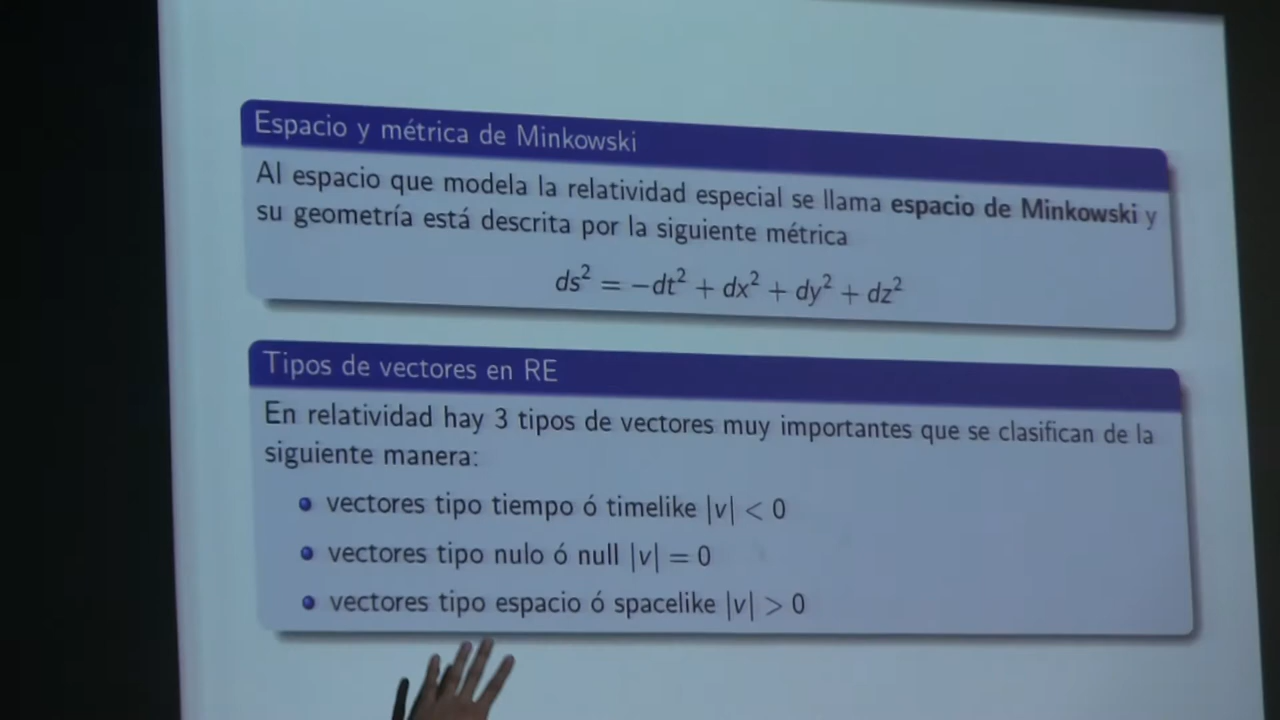 Espacio y métrica de Minkowski
Al espacio que modela la relatividad especial se llama espacio de Minkowski y
su geometría está descrita por la siguiente métrica
ds² = −dt² + dx² + dy² + dz²
Tipos de vectores en RE
En relatividad hay 3 tipos de vectores muy importantes que se clasifican de la
siguiente manera:
vectores tipo tiempo ó timelike |v| < 0
vectores tipo nulo ó null |v| = 0
vectores tipo espacio ó spacelike |v| > 0